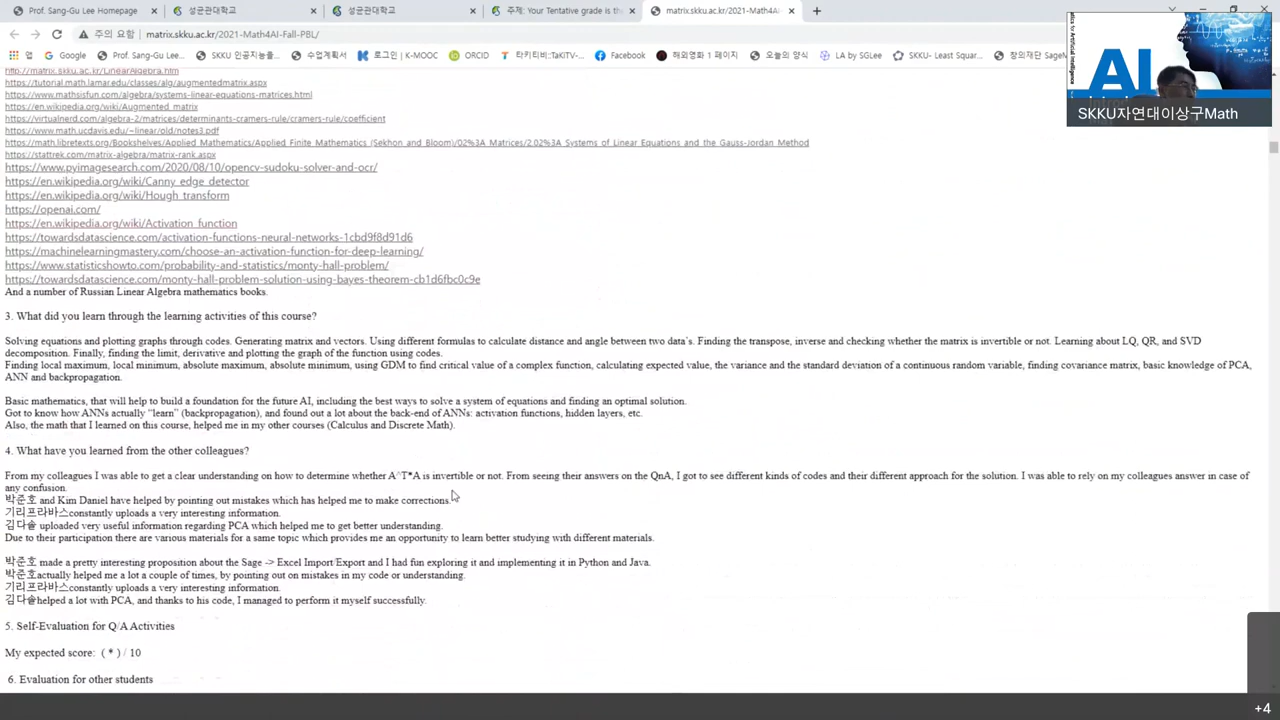 Prof. Sang-Gu Lee Homepage
성균관대학교
성균관대학교
주제: Your Tentative grade is the
matrix.skku.ac.kr/2021-Math4AI
주의 요함
matrix.skku.ac.kr/2021-Math4AI-Fall-PBL/
Google
Prof. Sang-Gu Lee...
SKKU 인공지능을...
수업계획서
로그인 | K-MOOC
ORCID
타키티비:TaKiTV-...
Facebook
해외영화 1 페이지
오늘의 양식
LA by SGLee
SKKU- Least Squar...
창의재단 Sage
AI
SKKU자연대이상구Math
http://matrix.skku.ac.kr/LinearAlgebra.htm
https://tutorial.math.lamar.edu/classes/alg/augmentedmatrix.aspx
https://www.mathsisfun.com/algebra/systems-linear-equations-matrices.html
https://en.wikipedia.org/wiki/Augmented_matrix
https://virtualnerd.com/algebra-2/matrices-determinants/cramers-rule/cramers-rule/coefficient
https://www.math.ucdavis.edu/~linear/old/notes3.pdf
https://math.libretexts.org/Bookshelves/Applied_Mathematics/Applied_Finite_Mathematics_(Sekhon_and_Bloom)/02%3A_Matrices/2.02%3A_Systems_of_Linear_Equations_and_the_Gauss-Jordan_Method
https://stattrek.com/matrix-algebra/matrix-rank.aspx
https://www.pyimagesearch.com/2020/08/10/opencv-sudoku-solver-and-ocr/
https://en.wikipedia.org/wiki/Canny_edge_detector
https://en.wikipedia.org/wiki/Hough_transform
https://openai.com/
https://en.wikipedia.org/wiki/Activation_function
https://towardsdatascience.com/activation-functions-neural-networks-1cbd9f8d91d6
https://machinelearningmastery.com/choose-an-activation-function-for-deep-learning/
https://www.statisticshowto.com/probability-and-statistics/monty-hall-problem/
https://towardsdatascience.com/monty-hall-problem-solution-using-bayes-theorem-cb1d6fbc0c9e
And a number of Russian Linear Algebra mathematics books.
3. What did you learn through the learning activities of this course?
Solving equations and plotting graphs through codes. Generating matrix and vectors. Using different formulas to calculate distance and angle between two data's. Finding the transpose, inverse and checking whether the matrix is invertible or not. Learning about LQ, QR, and SVD
decomposition. Finally, finding the limit, derivative and plotting the graph of the function using codes.
Finding local maximum, local minimum, absolute maximum, absolute minimum, using GDM to find critical value of a complex function, calculating expected value, the variance and the standard deviation of a continuous random variable, finding covariance matrix, basic knowledge of PCA,
ANN and backpropagation.
Basic mathematics, that will help to build a foundation for the future AI, including the best ways to solve a system of equations and finding an optimal solution.
Got to know how ANNs actually “learn” (backpropagation), and found out a lot about the back-end of ANNs: activation functions, hidden layers, etc.
Also, the math that I learned on this course, helped me in my other courses (Calculus and Discrete Math).
4. What have you learned from the other colleagues?
From my colleagues I was able to get a clear understanding on how to determine whether A^T*A is invertible or not. From seeing their answers on the QnA, I got to see different kinds of codes and their different approach for the solution. I was able to rely on my colleagues answer in case of
any confusion.
박준호 and Kim Daniel have helped by pointing out mistakes which has helped me to make corrections.
기리프라바스constantly uploads a very interesting information.
김다솔 uploaded very useful information regarding PCA which helped me to get better understanding.
Due to their participation there are various materials for a same topic which provides me an opportunity to learn better studying with different materials.
박준호 made a pretty interesting proposition about the Sage -> Excel Import/Export and I had fun exploring it and implementing it in Python and Java.
박준호actually helped me a lot a couple of times, by pointing out on mistakes in my code or understanding.
기리프라바스constantly uploads a very interesting information.
김다솔helped a lot with PCA, and thanks to his code, I managed to perform it myself successfully.
5. Self-Evaluation for Q/A Activities
My expected score: ( * ) / 10
6. Evaluation for other students
+4